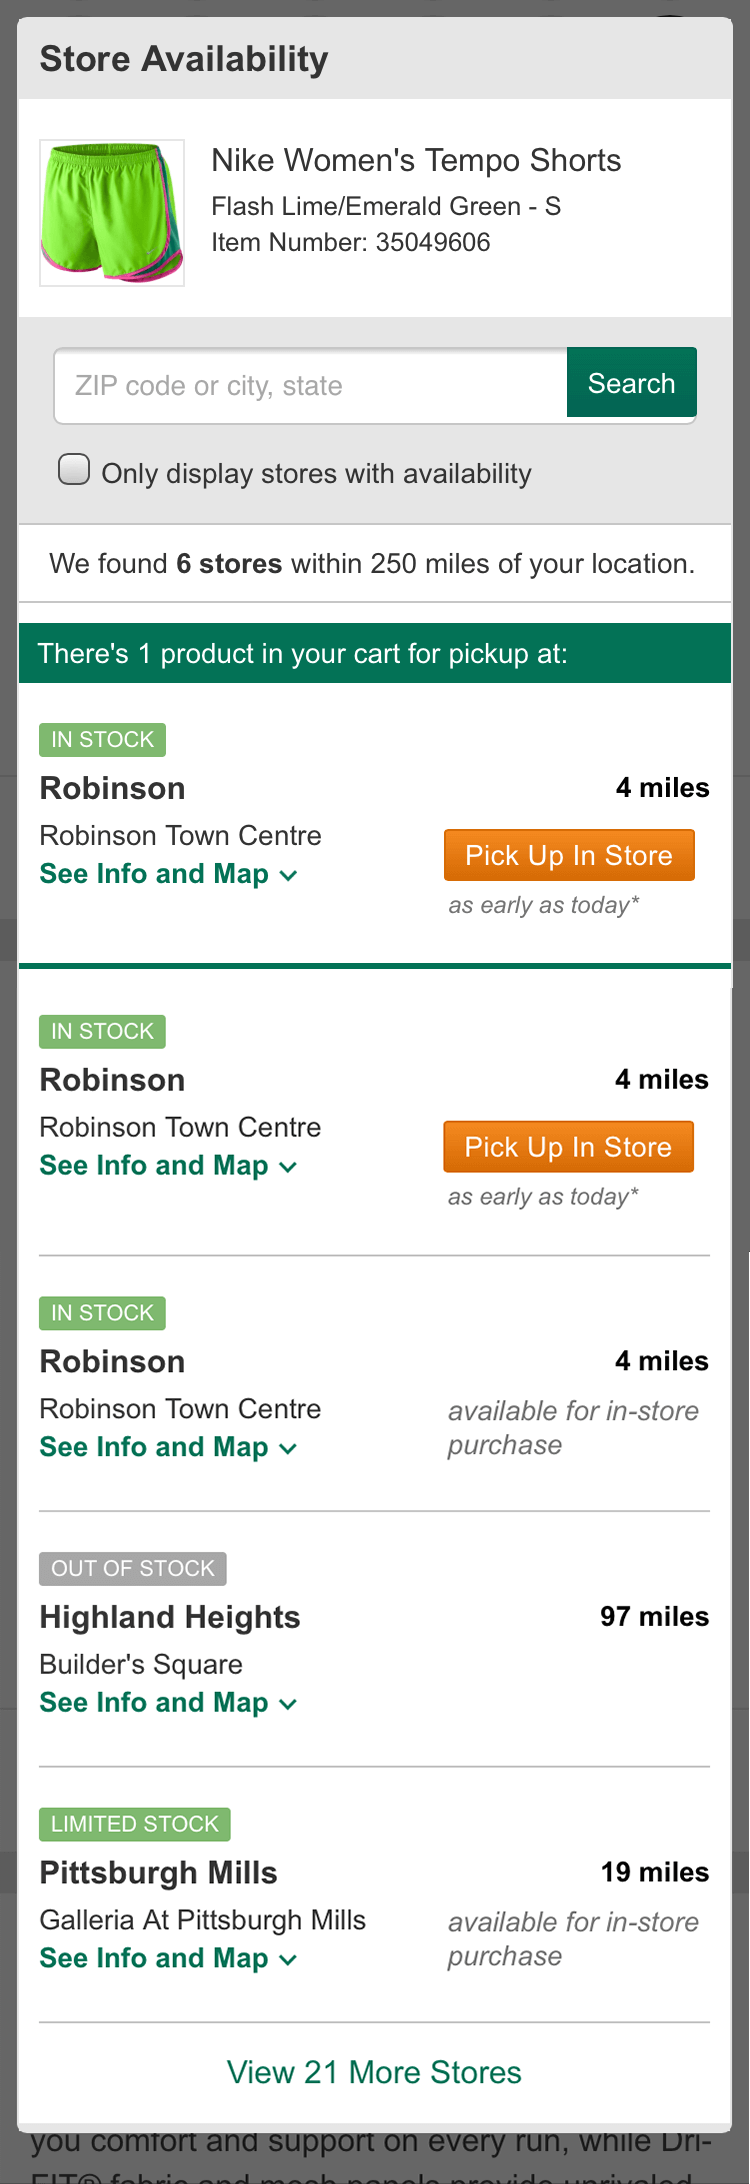 Store Availability
Nike Women's Tempo Shorts
Flash Lime/Emerald Green - S
Item Number: 35049606
ZIP code or city, state
Search
Only display stores with availability
We found 6 stores within 250 miles of your location.
There's 1 product in your cart for pickup at:
IN STOCK
Robinson
4 miles
Robinson Town Centre
Pick Up In Store
See Info and Map
as early as today*
IN STOCK
Robinson
4 miles
Robinson Town Centre
Pick Up In Store
See Info and Map
as early as today*
IN STOCK
Robinson
4 miles
Robinson Town Centre
available for in-store
See Info and Map
purchase
OUT OF STOCK
Highland Heights
97 miles
Builder's Square
See Info and Map
LIMITED STOCK
Pittsburgh Mills
19 miles
Galleria At Pittsburgh Mills
available for in-store
See Info and Map
purchase
View 21 More Stores
you comfort and support on every run, while Dri-
FIT® fabric and mesh panels provide unrivaled